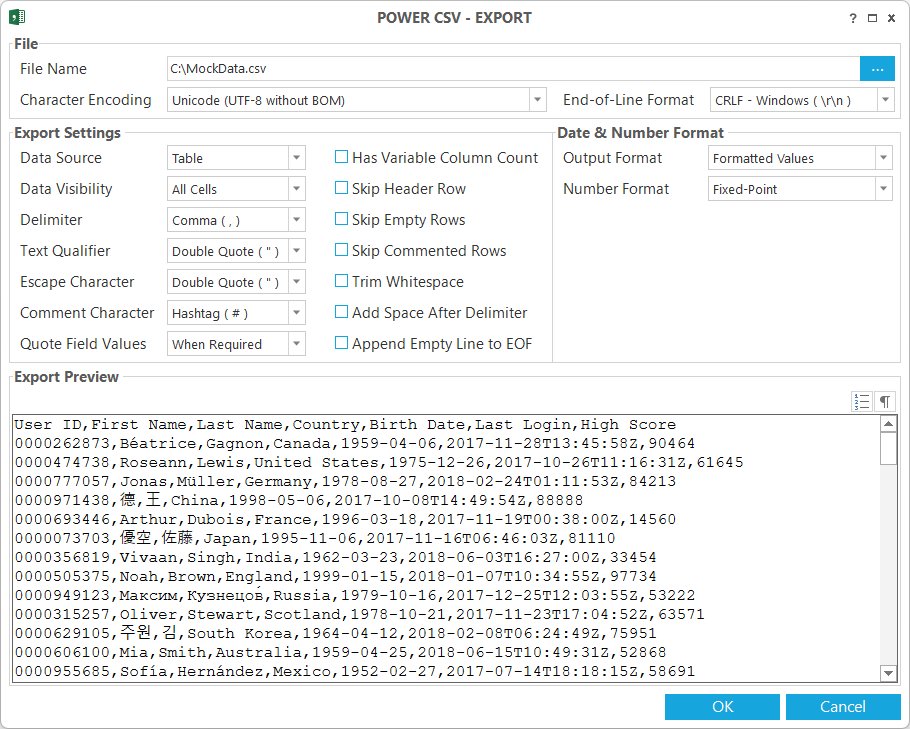 POWER CSV - EXPORT
File
File Name C:\MockData.csv ...
Character Encoding Unicode (UTF-8 without BOM) End-of-Line Format CRLF - Windows ( \r\n )
Export Settings Date & Number Format
Data Source Table Has Variable Column Count Output Format Formatted Values
Data Visibility All Cells Skip Header Row Number Format Fixed-Point
Delimiter Comma ( , ) Skip Empty Rows
Text Qualifier Double Quote ( " ) Skip Commented Rows
Escape Character Double Quote ( " ) Trim Whitespace
Comment Character Hashtag ( # ) Add Space After Delimiter
Quote Field Values When Required Append Empty Line to EOF
Export Preview
User ID,First Name,Last Name,Country,Birth Date,Last Login,High Score
0000262873,Béatrice,Gagnon,Canada,1959-04-06,2017-11-28T13:45:58Z,90464
0000474738,Roseann,Lewis,United States,1975-12-26,2017-10-26T11:16:31Z,61645
0000777057,Jonas,Müller,Germany,1978-08-27,2018-02-24T01:11:53Z,84213
0000971438,德,王,China,1998-05-06,2017-10-08T14:49:54Z,88888
0000693446,Arthur,Dubois,France,1996-03-18,2017-11-19T00:38:00Z,14560
0000073703,優空,佐藤,Japan,1995-11-06,2017-11-16T06:46:03Z,81110
0000356819,Vivaan,Singh,India,1962-03-23,2018-06-03T16:27:00Z,33454
0000505375,Noah,Brown,England,1999-01-15,2018-01-07T10:34:55Z,97734
0000949123,Максим,Кузнецов,Russia,1979-10-16,2017-12-25T12:03:55Z,53222
0000315257,Oliver,Stewart,Scotland,1978-10-21,2017-11-23T17:04:52Z,63571
0000629105,주원,김,South Korea,1964-04-12,2018-02-08T06:24:49Z,75951
0000606100,Mia,Smith,Australia,1959-04-25,2018-06-15T10:49:31Z,52868
0000955685,Sofía,Hernández,Mexico,1952-02-27,2017-07-14T18:18:15Z,58691
OK Cancel